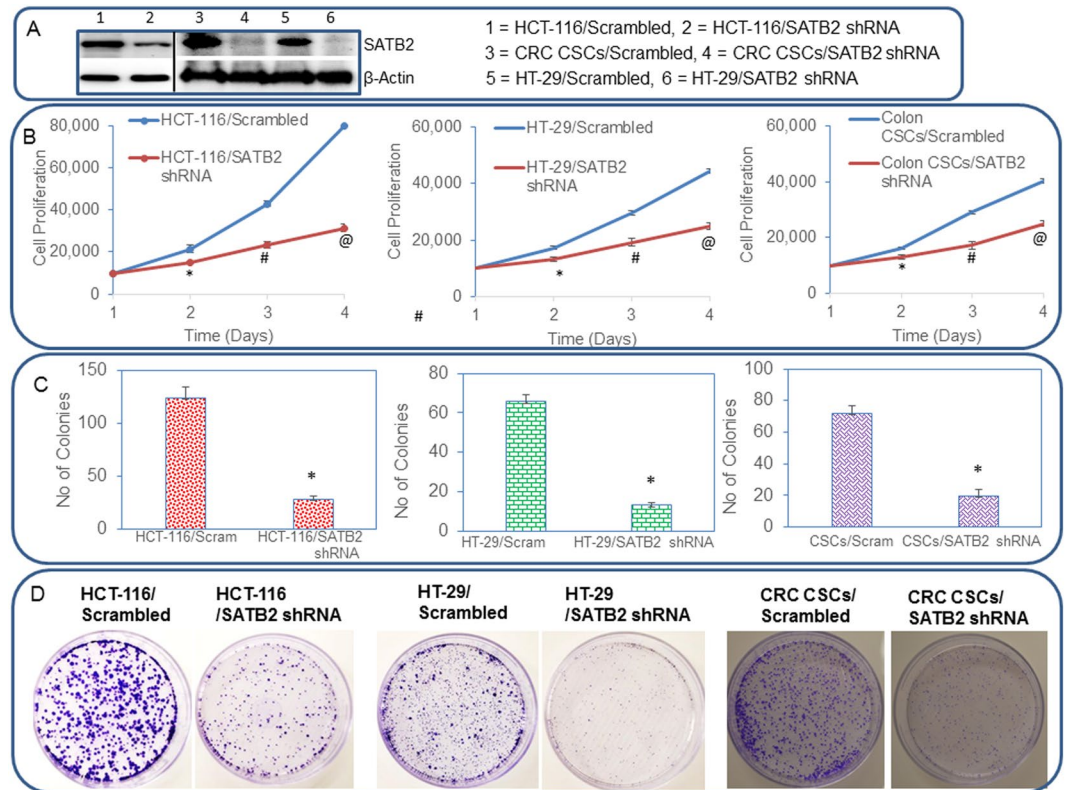 A
1 2 3 4 5 6
SATB2
β-Actin
1 = HCT-116/Scrambled, 2 = HCT-116/SATB2 shRNA
3 = CRC CSCs/Scrambled, 4 = CRC CSCs/SATB2 shRNA
5 = HT-29/Scrambled, 6 = HT-29/SATB2 shRNA
B
Cell Proliferation
80,000
60,000
40,000
20,000
0
HCT-116/Scrambled
HCT-116/SATB2
shRNA
*
#
@
1 2 3 4
Time (Days)
#
Cell Proliferation
60,000
40,000
20,000
0
HT-29/Scrambled
HT-29/SATB2
shRNA
*
#
@
1 2 3 4
Time (Days)
Cell Proliferation
60,000
40,000
20,000
0
Colon
CSCs/Scrambled
Colon CSCs/SATB2
shRNA
*
#
@
1 2 3 4
Time (Days)
C
No of Colonies
150
100
50
0
*
HCT-116/Scram
HCT-116/SATB2
shRNA
No of Colonies
80
60
40
20
0
*
HT-29/Scram
HT-29/SATB2 shRNA
No of Colonies
100
80
60
40
20
0
*
CSCs/Scram
CSCs/SATB2 shRNA
D
HCT-116/
Scrambled
HCT-116
/SATB2 shRNA
HT-29/
Scrambled
HT-29
/SATB2 shRNA
CRC CSCs/
Scrambled
CRC CSCs/
SATB2 shRNA